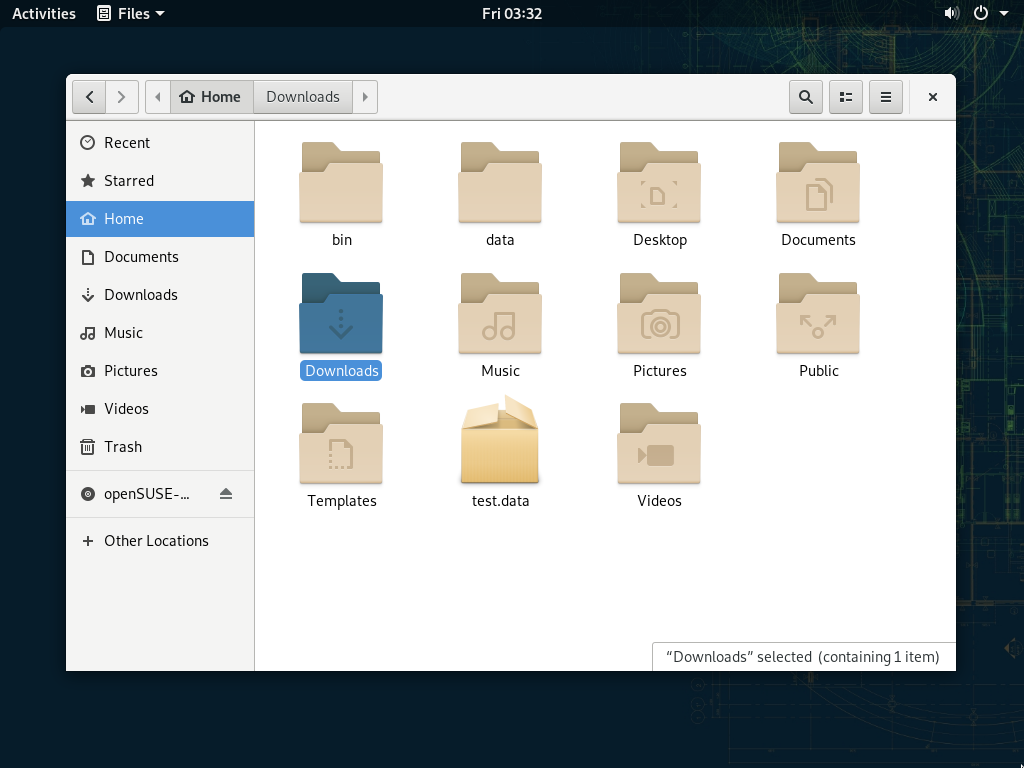 Activities Files Fri 03:32
Home Downloads
Recent
Starred
Home
Documents
Downloads
Music
Pictures
Videos
Trash
openSUSE-...
Other Locations
bin data Desktop Documents
Downloads Music Pictures Public
Templates test.data Videos
“Downloads” selected (containing 1 item)